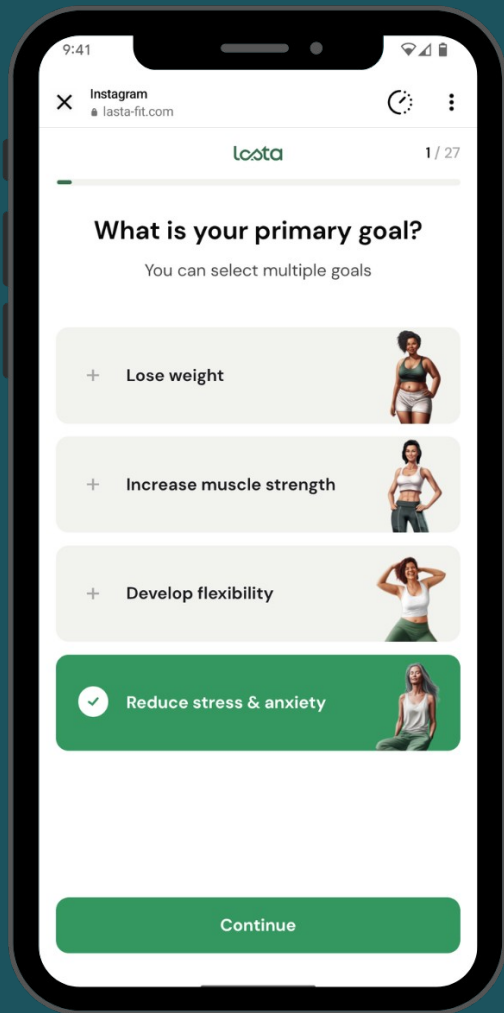 9:41
Instagram
lasta-fit.com
lasta
1 / 27
What is your primary goal?
You can select multiple goals
+ Lose weight
+ Increase muscle strength
+ Develop flexibility
Reduce stress & anxiety
Continue